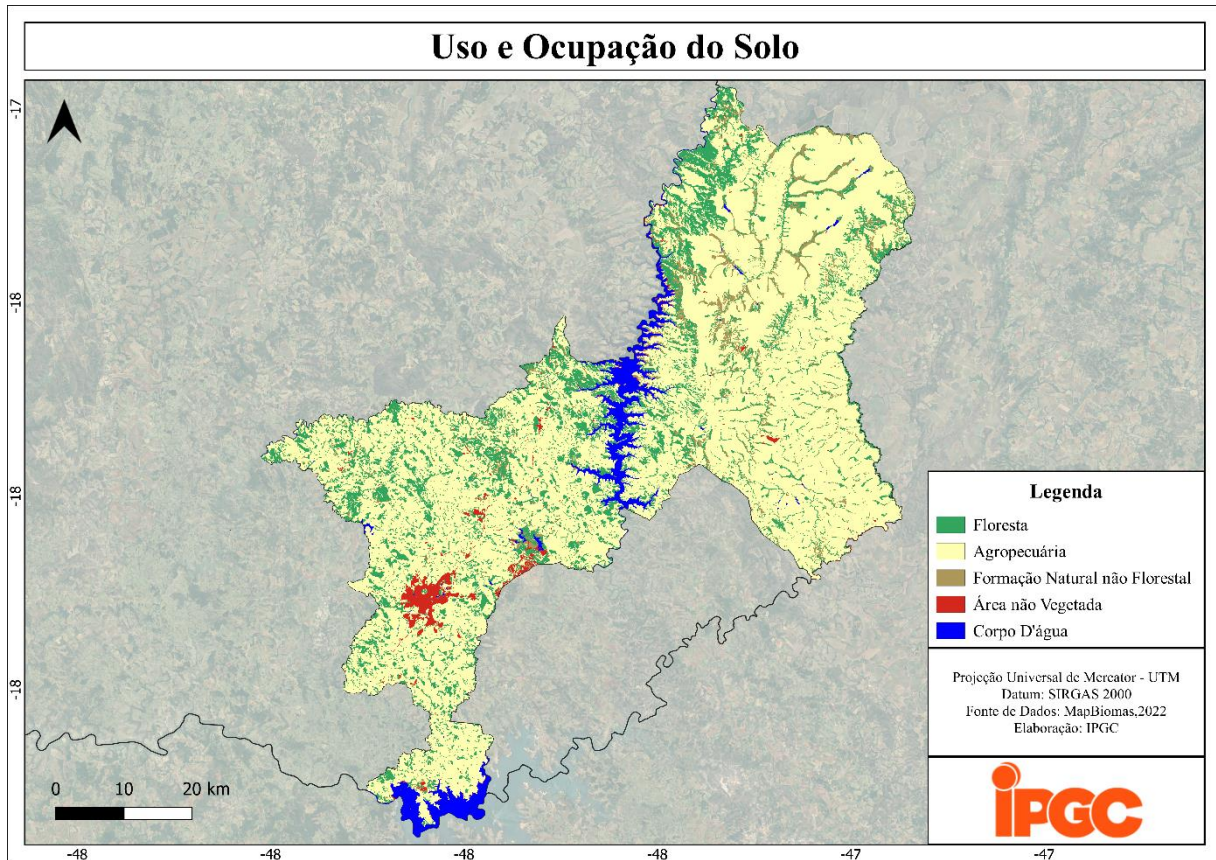 Uso e Ocupação do Solo
-17
-18
-18
-18
Legenda
Floresta
Agropecuária
Formação Natural não Florestal
Área não Vegetada
Corpo D'água
Projeção Universal de Mercator - UTM
Datum: SIRGAS 2000
Fonte de Dados: MapBiomas,2022
Elaboração: IPGC
iPGC
0 10 20 km
-48 -48 -48 -48 -47 -47